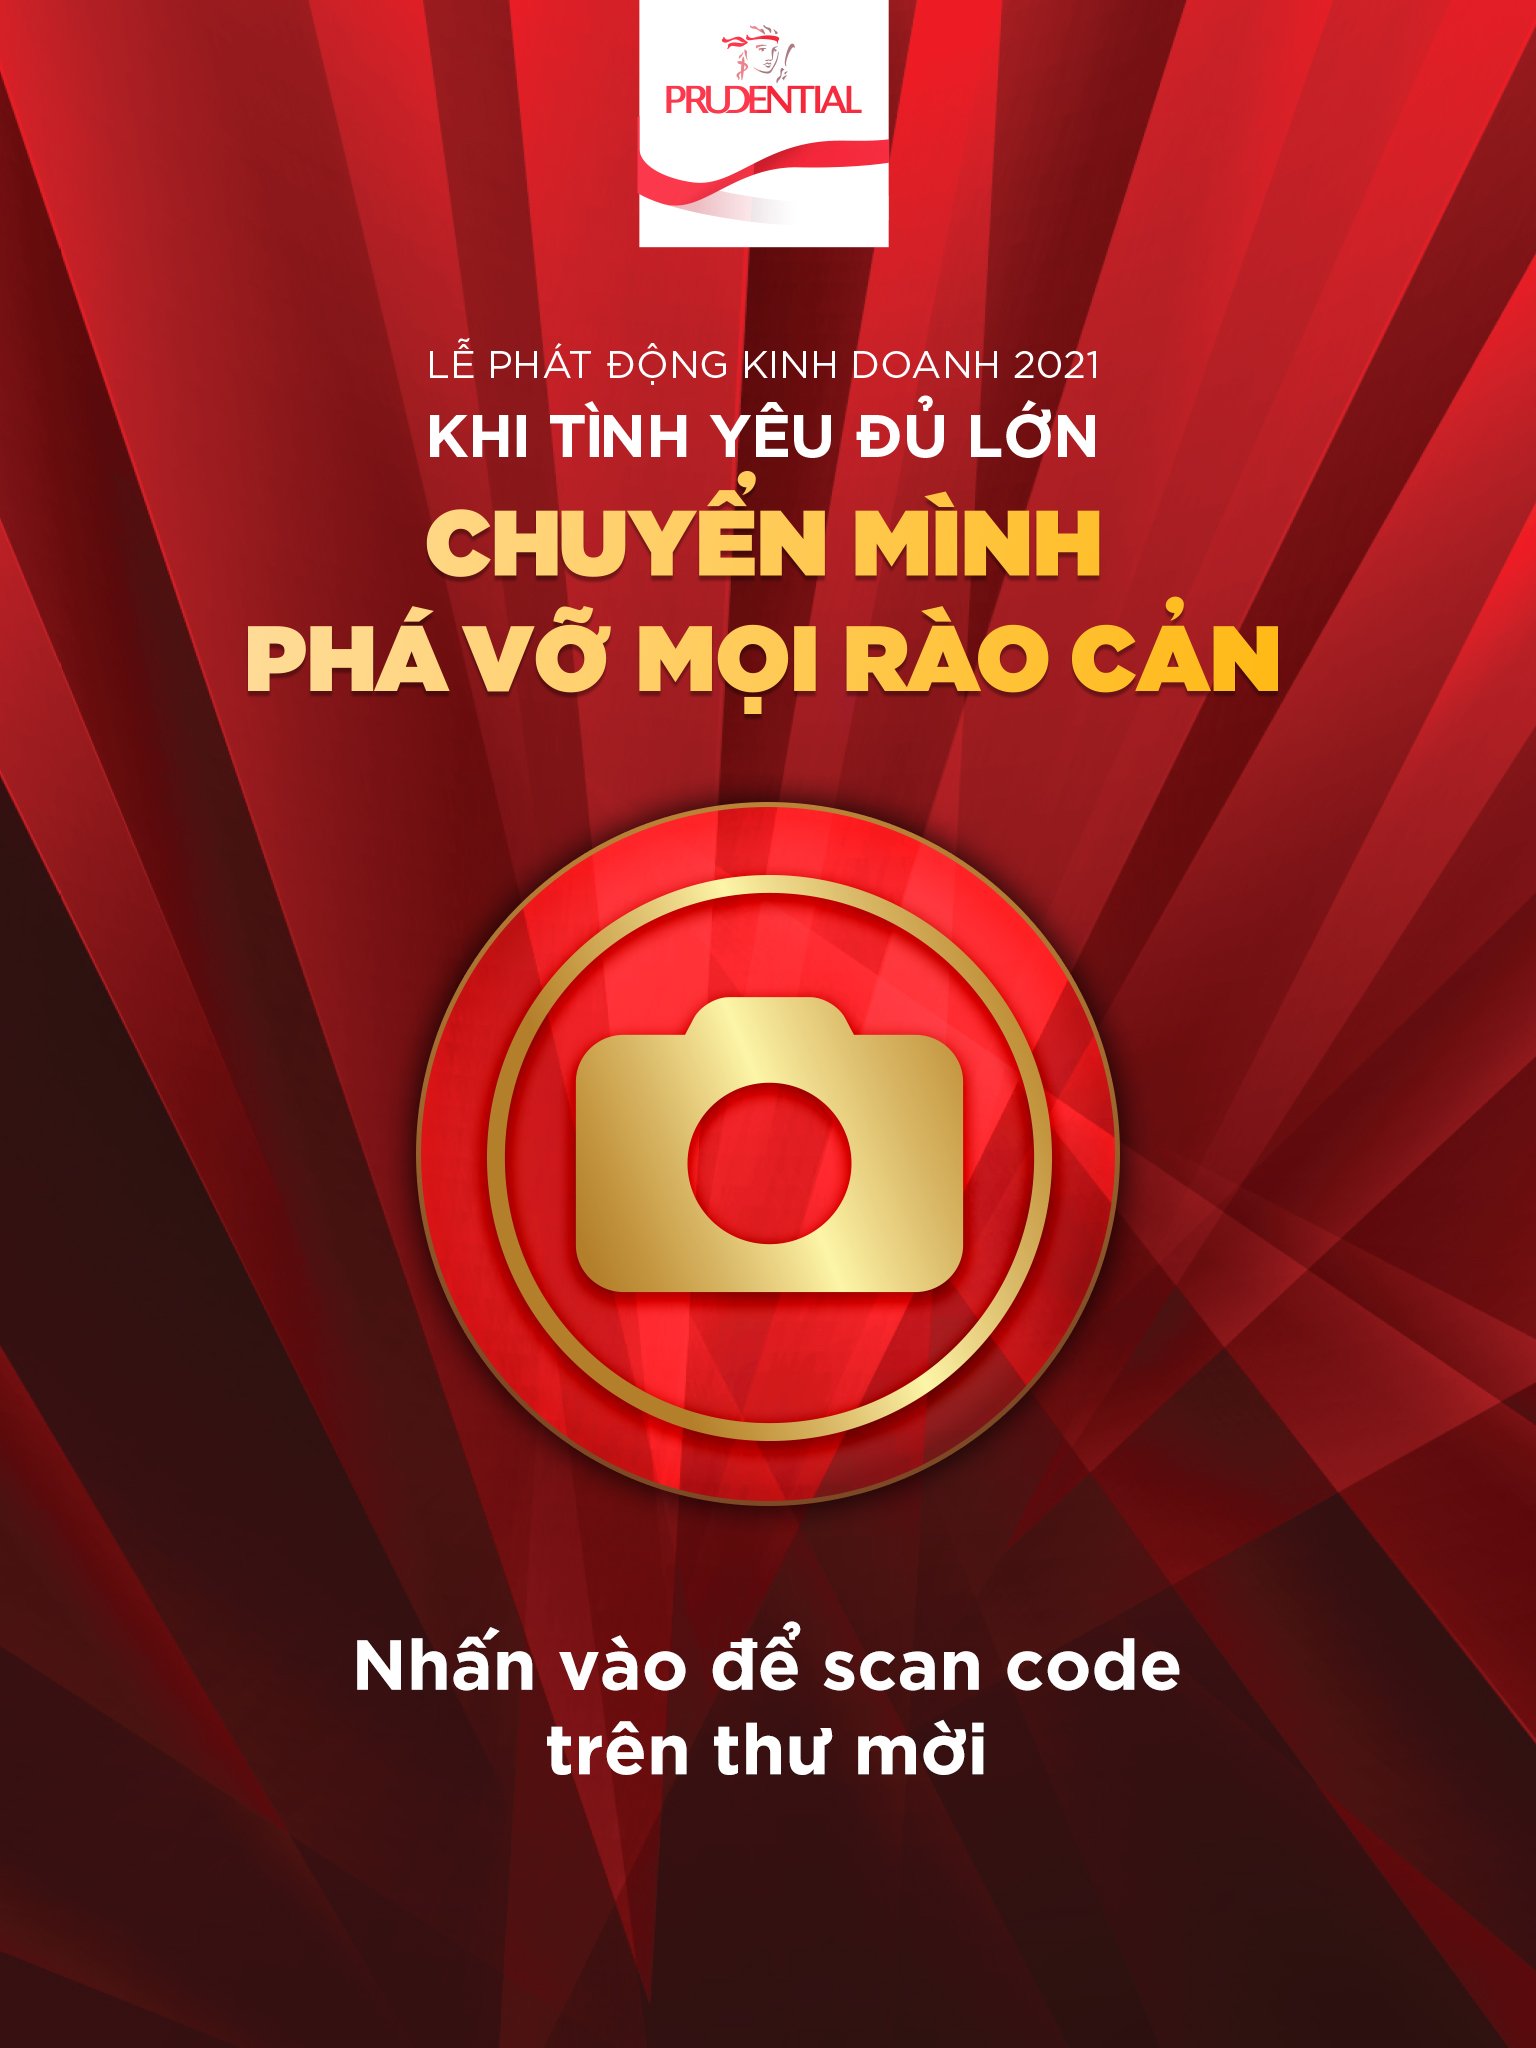 PRUDENTIAL
LỄ PHÁT ĐỘNG KINH DOANH 2021
KHI TÌNH YÊU ĐỦ LỚN
CHUYỂN MÌNH
PHÁ VỠ MỌI RÀO CẢN
Nhấn vào để scan code
trên thư mời